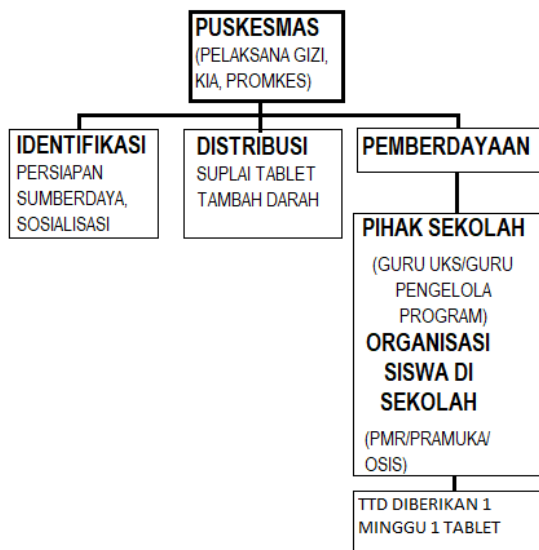 PUSKESMAS
(PELAKSANA GIZI,
KIA, PROMKES)
IDENTIFIKASI
PERSIAPAN
SUMBERDAYA,
SOSIALISASI
DISTRIBUSI
SUPLAI TABLET
TAMBAH DARAH
PEMBERDAYAAN
PIHAK SEKOLAH
(GURU UKS/GURU
PENGELOLA
PROGRAM)
ORGANISASI
SISWA DI
SEKOLAH
(PMR/PRAMUKA/
OSIS)
TTD DIBERIKAN 1
MINGGU 1 TABLET